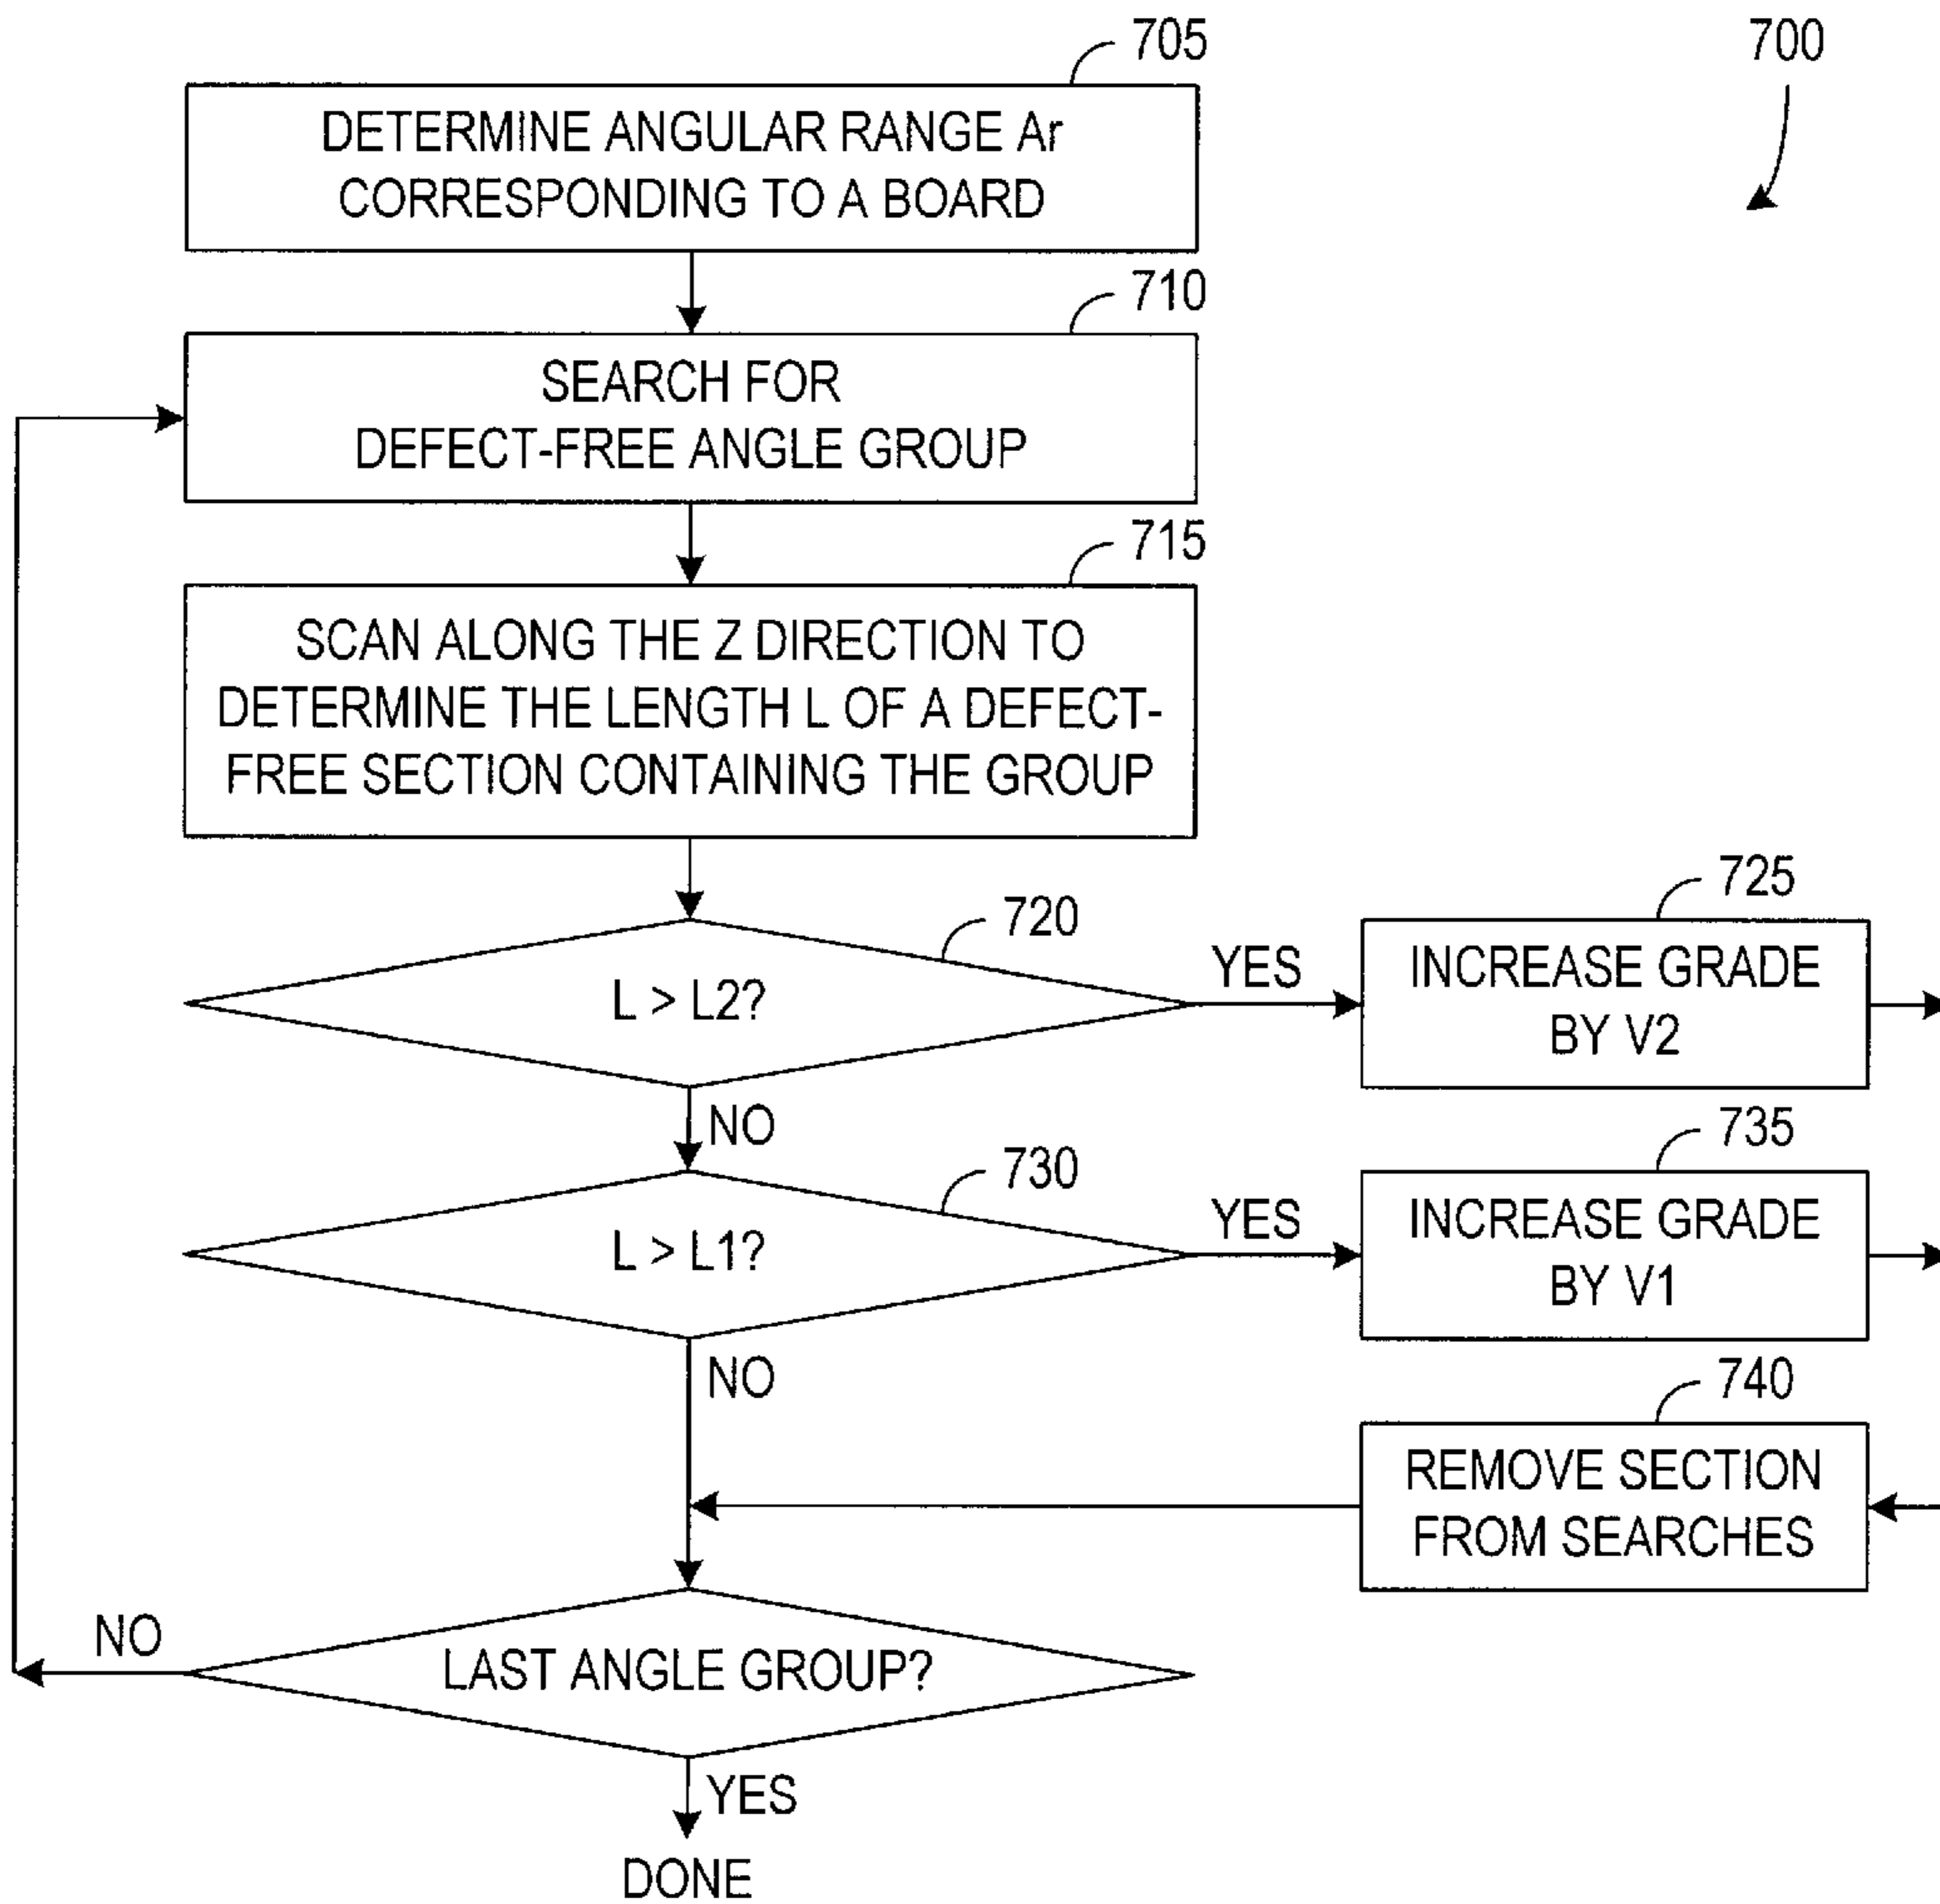 705
700
DETERMINE ANGULAR RANGE Ar
CORRESPONDING TO A BOARD
710
SEARCH FOR
DEFECT-FREE ANGLE GROUP
715
SCAN ALONG THE Z DIRECTION TO
DETERMINE THE LENGTH L OF A DEFECT-
FREE SECTION CONTAINING THE GROUP
720
L > L2?
YES
725
INCREASE GRADE
BY V2
NO
730
L > L1?
YES
735
INCREASE GRADE
BY V1
NO
740
REMOVE SECTION
FROM SEARCHES
NO
LAST ANGLE GROUP?
YES
DONE